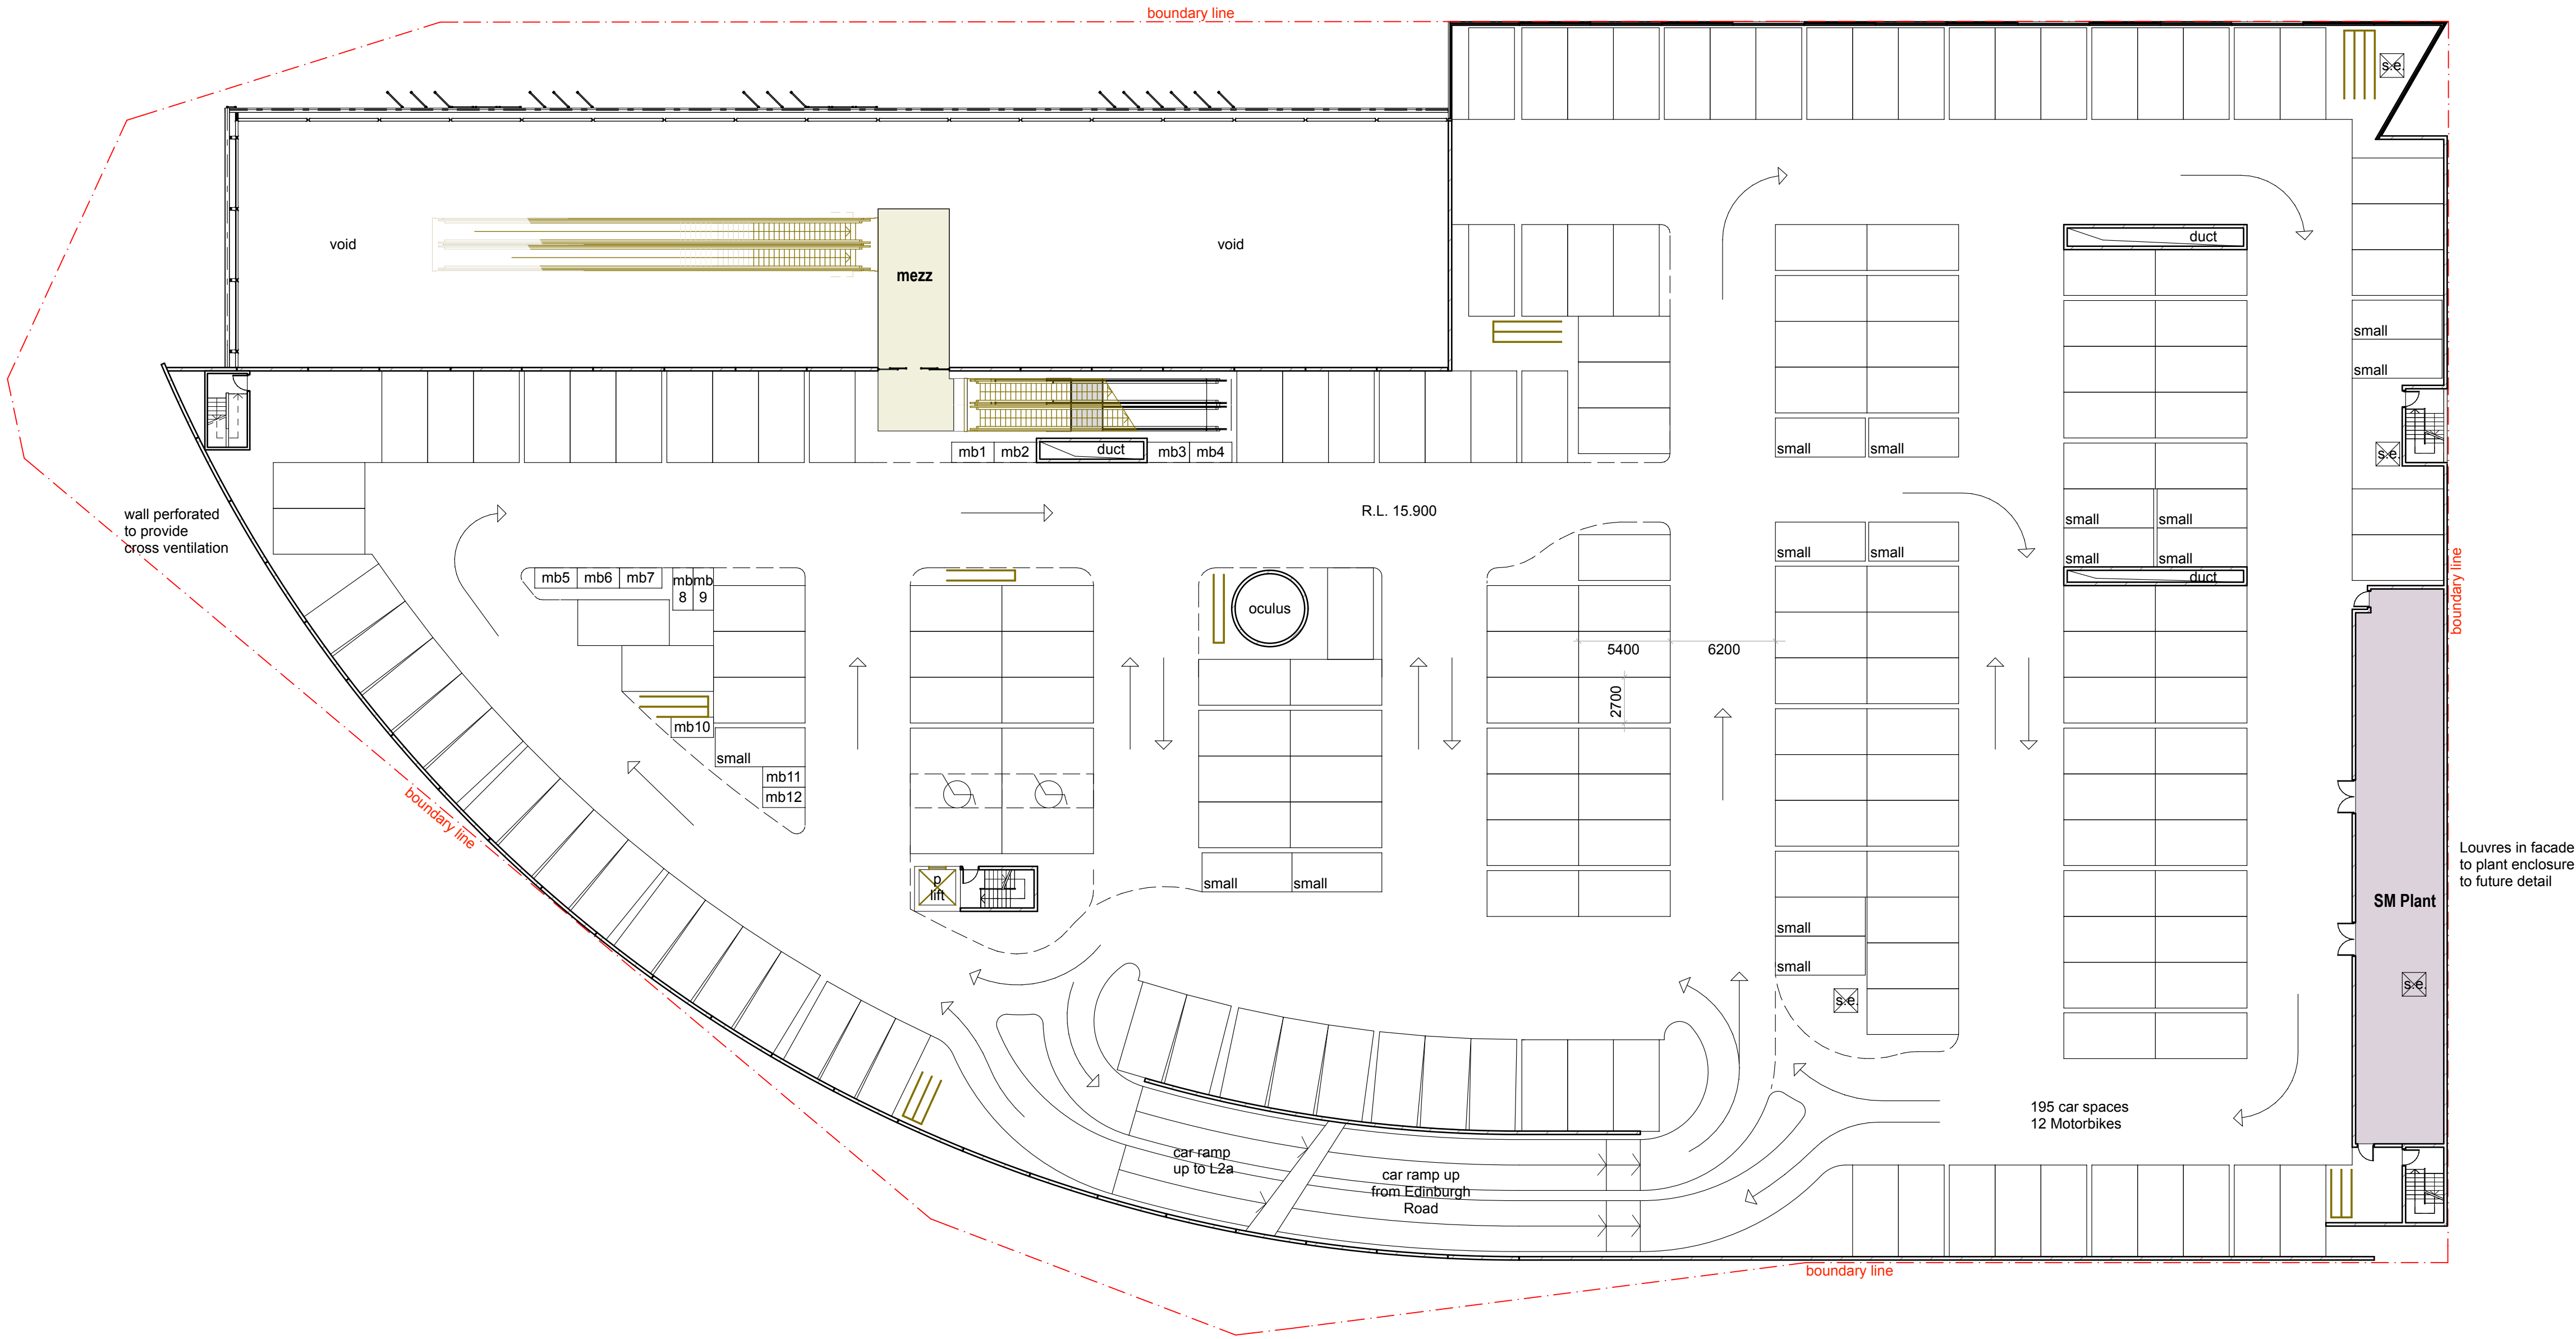 boundary line
s.e.
void
void
duct
mezz
small
small
mb1
mb2
duct
mb3
mb4
small
small
s.e.
wall perforated
to provide
cross ventilation
R.L. 15.900
small
small
small
small
small
small
duct
boundary line
mb5
mb6
mb7
mb
8
mb
9
oculus
5400
6200
2700
mb10
small
mb11
mb12
boundary line
p
lift
small
small
Louvres in facade
to plant enclosure
to future detail
SM Plant
small
small
s.e.
s.e.
195 car spaces
12 Motorbikes
car ramp
up to L2a
car ramp up
from Edinburgh
Road
boundary line